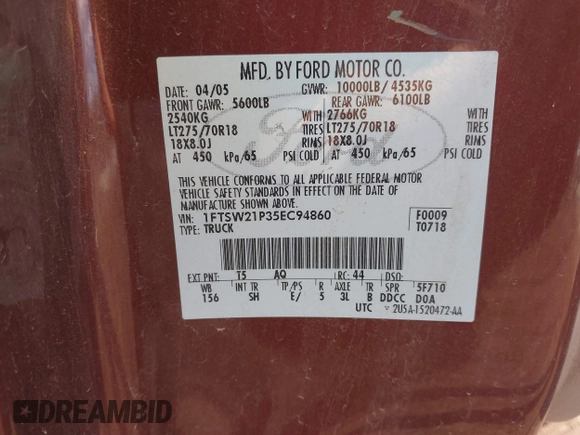 MFD. BY FORD MOTOR CO.
DATE 04/05 GVWR: 10000LB/ 4535KG
FRONT GAWR: 5600LB REAR GAWR: 6100LB
2540KG WITH 2766KG WITH
LT275/70R18 TIRES LT275/70R18 TIRES
18X8.0J RIMS 18X8.0J RIMS
AT 450 kPa/65 PSI COLD AT 450 kPa/65 PSI COLD
THIS VEHICLE CONFORMS TO ALL APPLICABLE FEDERAL MOTOR
VEHICLE SAFETY STANDARDS IN EFFECT ON THE DATE OF
MANUFACTURE SHOWN ABOVE.
VIN: 1FTSW21P35EC94860 F0009
TYPE: TRUCK T0718
EXT PNT: T5 AQ RC: 44 DSO:
WB INT TR TP/PS R AXLE TR SPR 5F710
156 SH E/ 5 3L B DDCC DOA
UTC 2USA-1520472-AA
Ford
DREAMBID